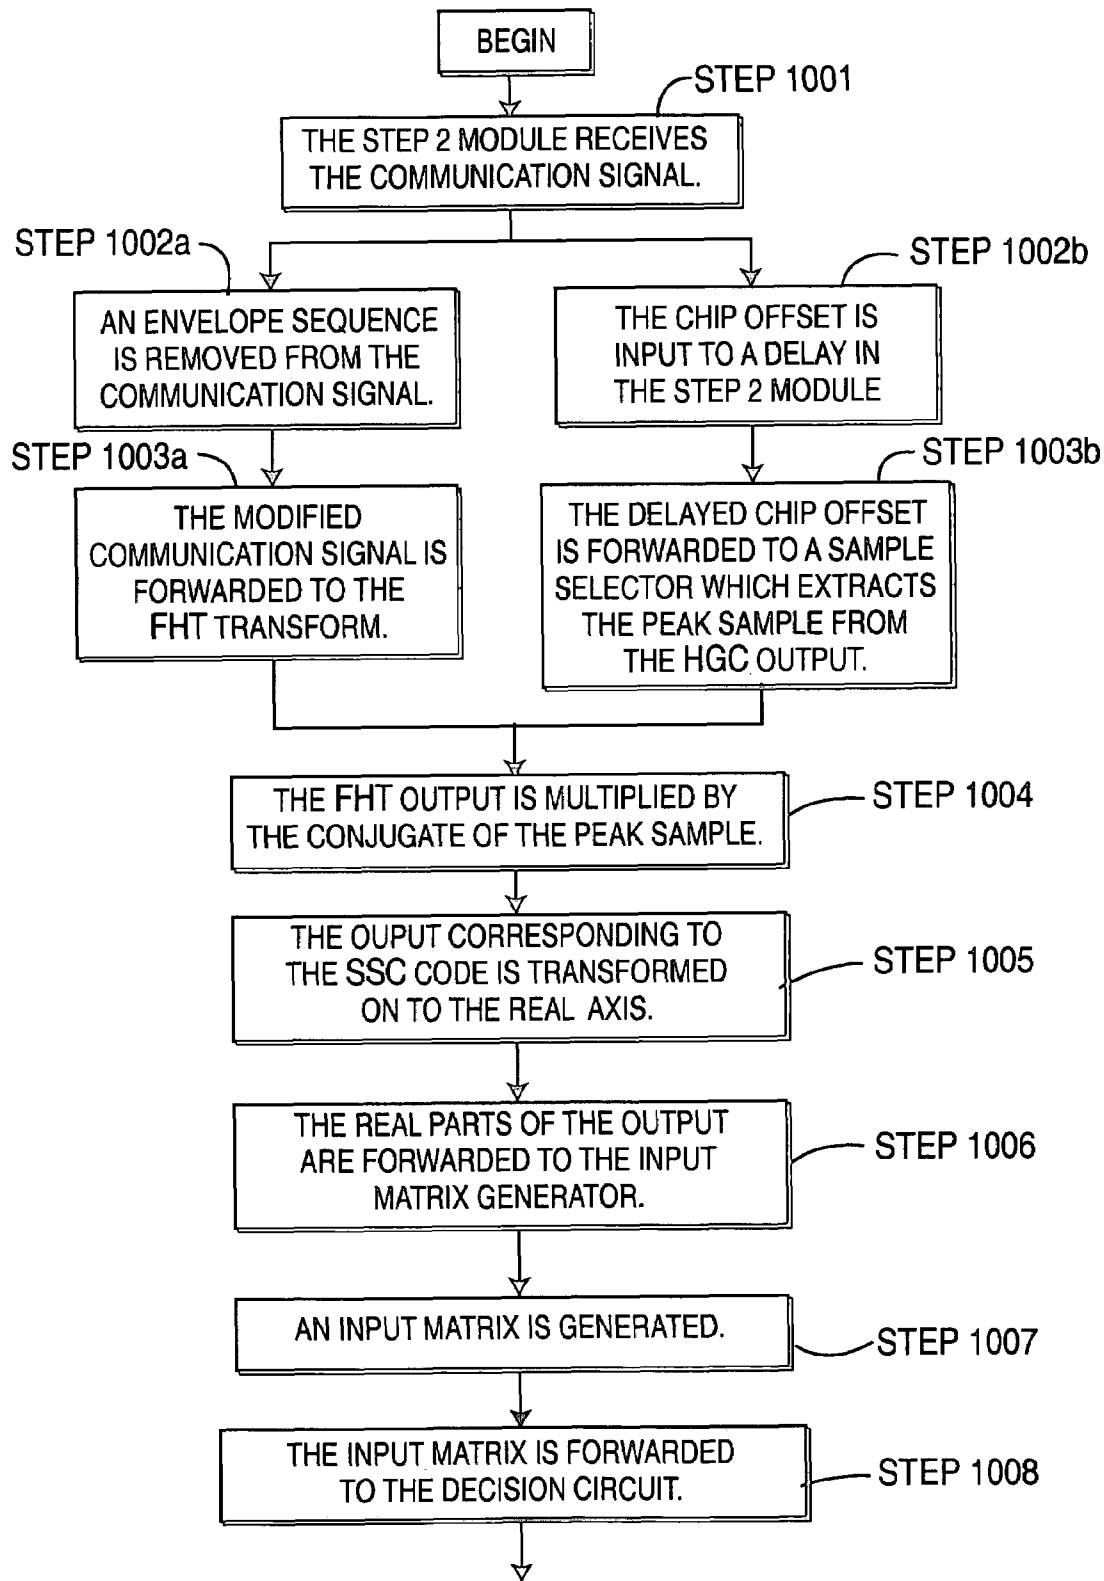 BEGIN
STEP 1001
THE STEP 2 MODULE RECEIVES
THE COMMUNICATION SIGNAL.
STEP 1002a
AN ENVELOPE SEQUENCE
IS REMOVED FROM THE
COMMUNICATION SIGNAL.
STEP 1002b
THE CHIP OFFSET IS
INPUT TO A DELAY IN
THE STEP 2 MODULE
STEP 1003a
THE MODIFIED
COMMUNICATION SIGNAL IS
FORWARDED TO THE
FHT TRANSFORM.
STEP 1003b
THE DELAYED CHIP OFFSET
IS FORWARDED TO A SAMPLE
SELECTOR WHICH EXTRACTS
THE PEAK SAMPLE FROM
THE HGC OUTPUT.
THE FHT OUTPUT IS MULTIPLIED BY
THE CONJUGATE OF THE PEAK SAMPLE.
STEP 1004
THE OUPUT CORRESPONDING TO
THE SSC CODE IS TRANSFORMED
ON TO THE REAL AXIS.
STEP 1005
THE REAL PARTS OF THE OUTPUT
ARE FORWARDED TO THE INPUT
MATRIX GENERATOR.
STEP 1006
AN INPUT MATRIX IS GENERATED.
STEP 1007
THE INPUT MATRIX IS FORWARDED
TO THE DECISION CIRCUIT.
STEP 1008